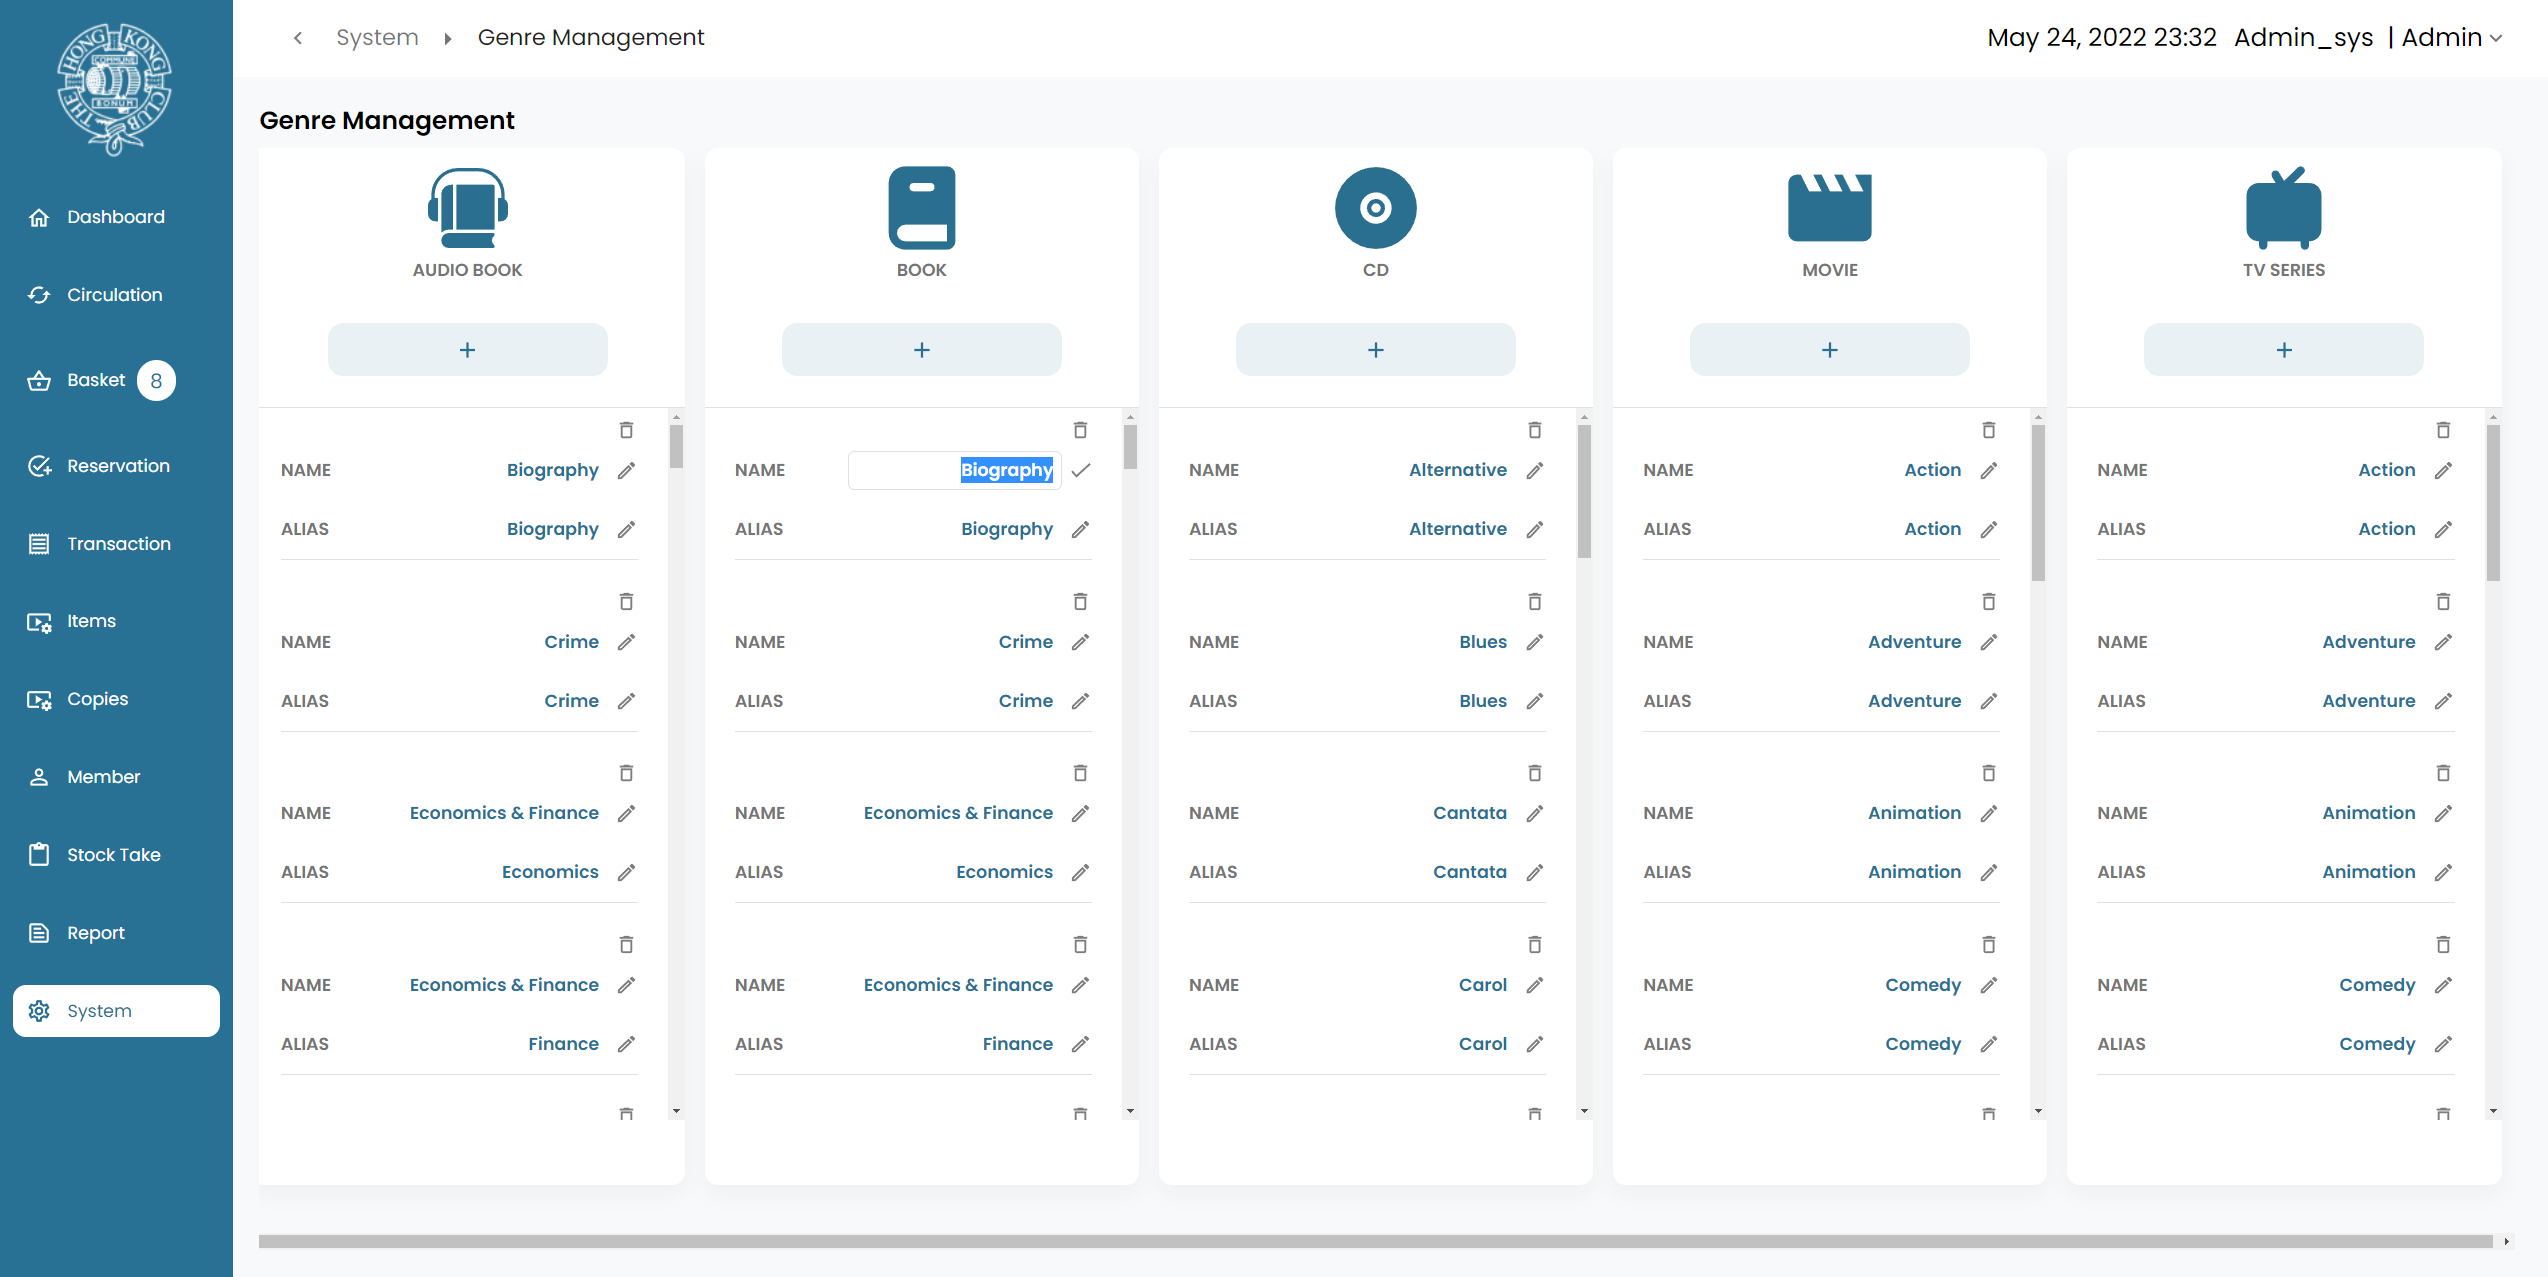 THE HONG KONG CLUB
COMMUNE
BONUM
System Genre Management
May 24, 2022 23:32 Admin_sys | Admin
Dashboard
Circulation
Basket 8
Reservation
Transaction
Items
Copies
Member
Stock Take
Report
System
Genre Management
AUDIO BOOK
+
NAME Biography
ALIAS Biography
NAME Crime
ALIAS Crime
NAME Economics & Finance
ALIAS Economics
NAME Economics & Finance
ALIAS Finance
BOOK
+
NAME Biography
ALIAS Biography
NAME Crime
ALIAS Crime
NAME Economics & Finance
ALIAS Economics
NAME Economics & Finance
ALIAS Finance
CD
+
NAME Alternative
ALIAS Alternative
NAME Blues
ALIAS Blues
NAME Cantata
ALIAS Cantata
NAME Carol
ALIAS Carol
MOVIE
+
NAME Action
ALIAS Action
NAME Adventure
ALIAS Adventure
NAME Animation
ALIAS Animation
NAME Comedy
ALIAS Comedy
TV SERIES
+
NAME Action
ALIAS Action
NAME Adventure
ALIAS Adventure
NAME Animation
ALIAS Animation
NAME Comedy
ALIAS Comedy